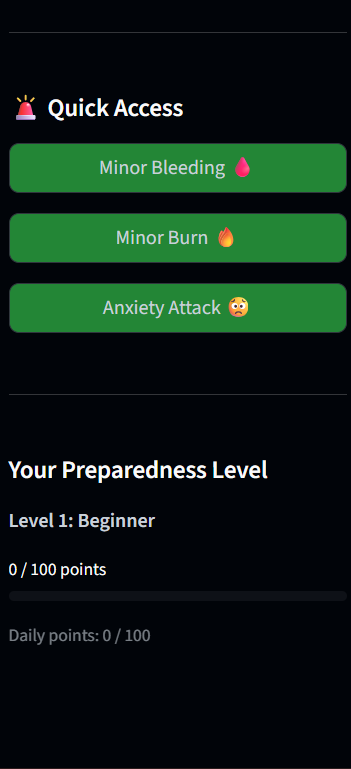 🚨 Quick Access
Minor Bleeding 🩸
Minor Burn 🔥
Anxiety Attack 😳
Your Preparedness Level
Level 1: Beginner
0 / 100 points
Daily points: 0 / 100